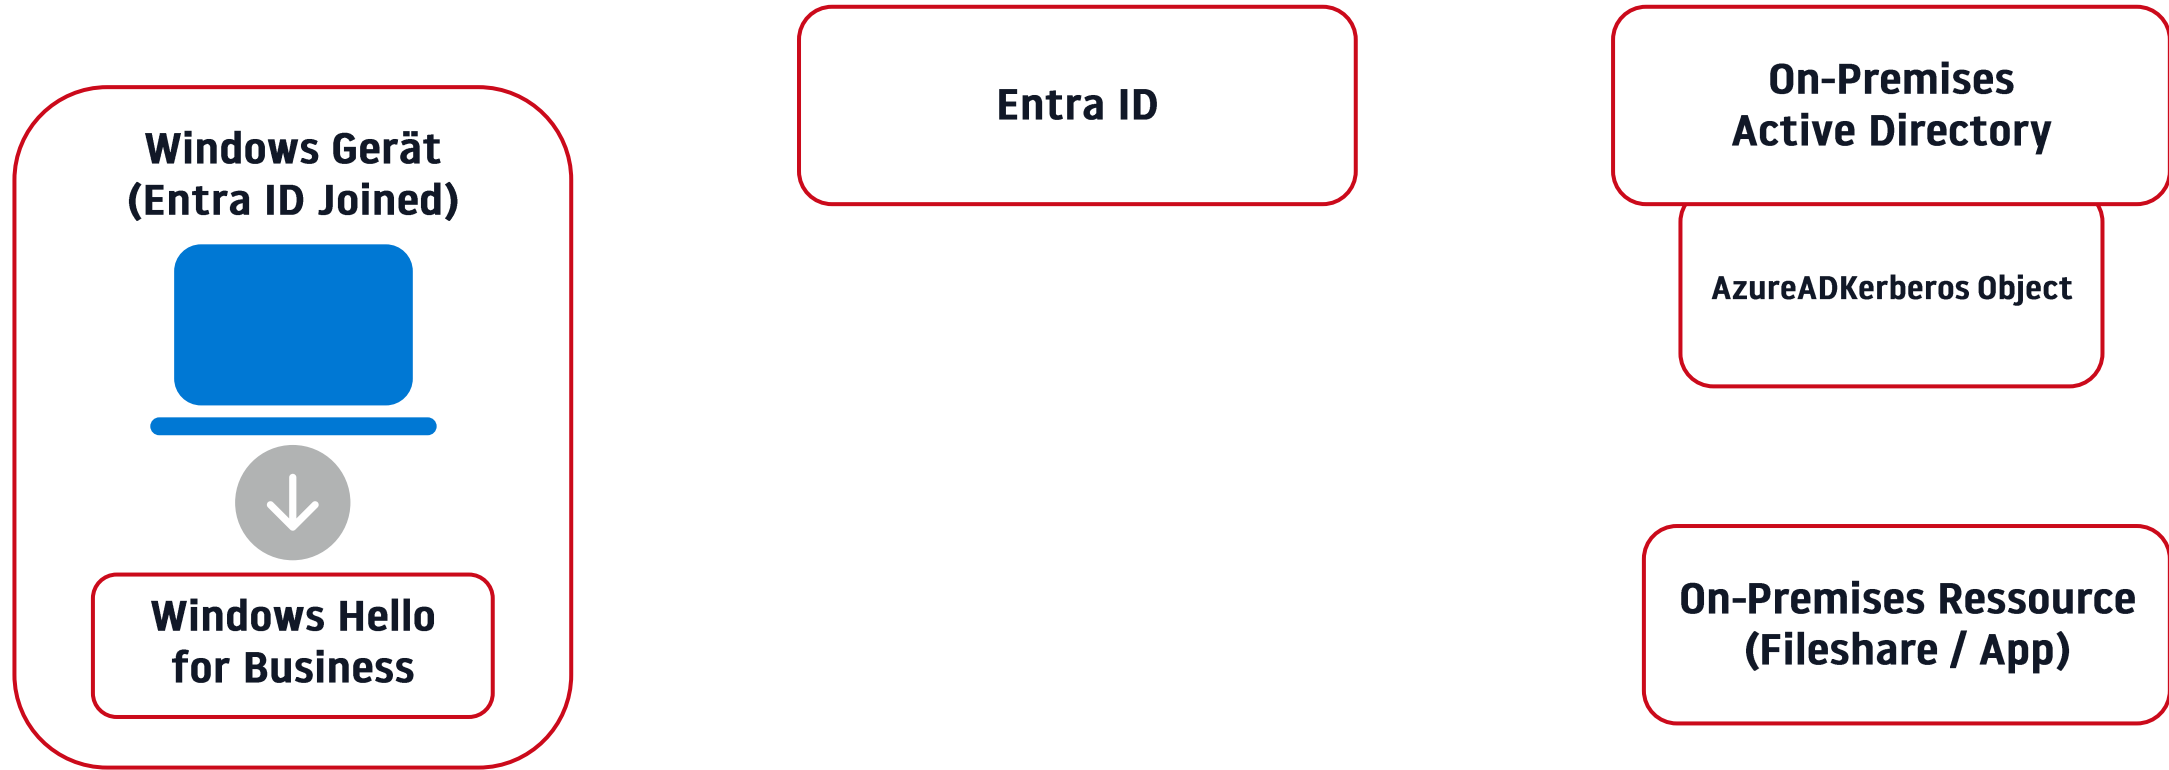 Windows Gerät
(Entra ID Joined)
Windows Hello
for Business
Entra ID
On-Premises
Active Directory
AzureADKerberos Object
On-Premises Ressource
(Fileshare / App)